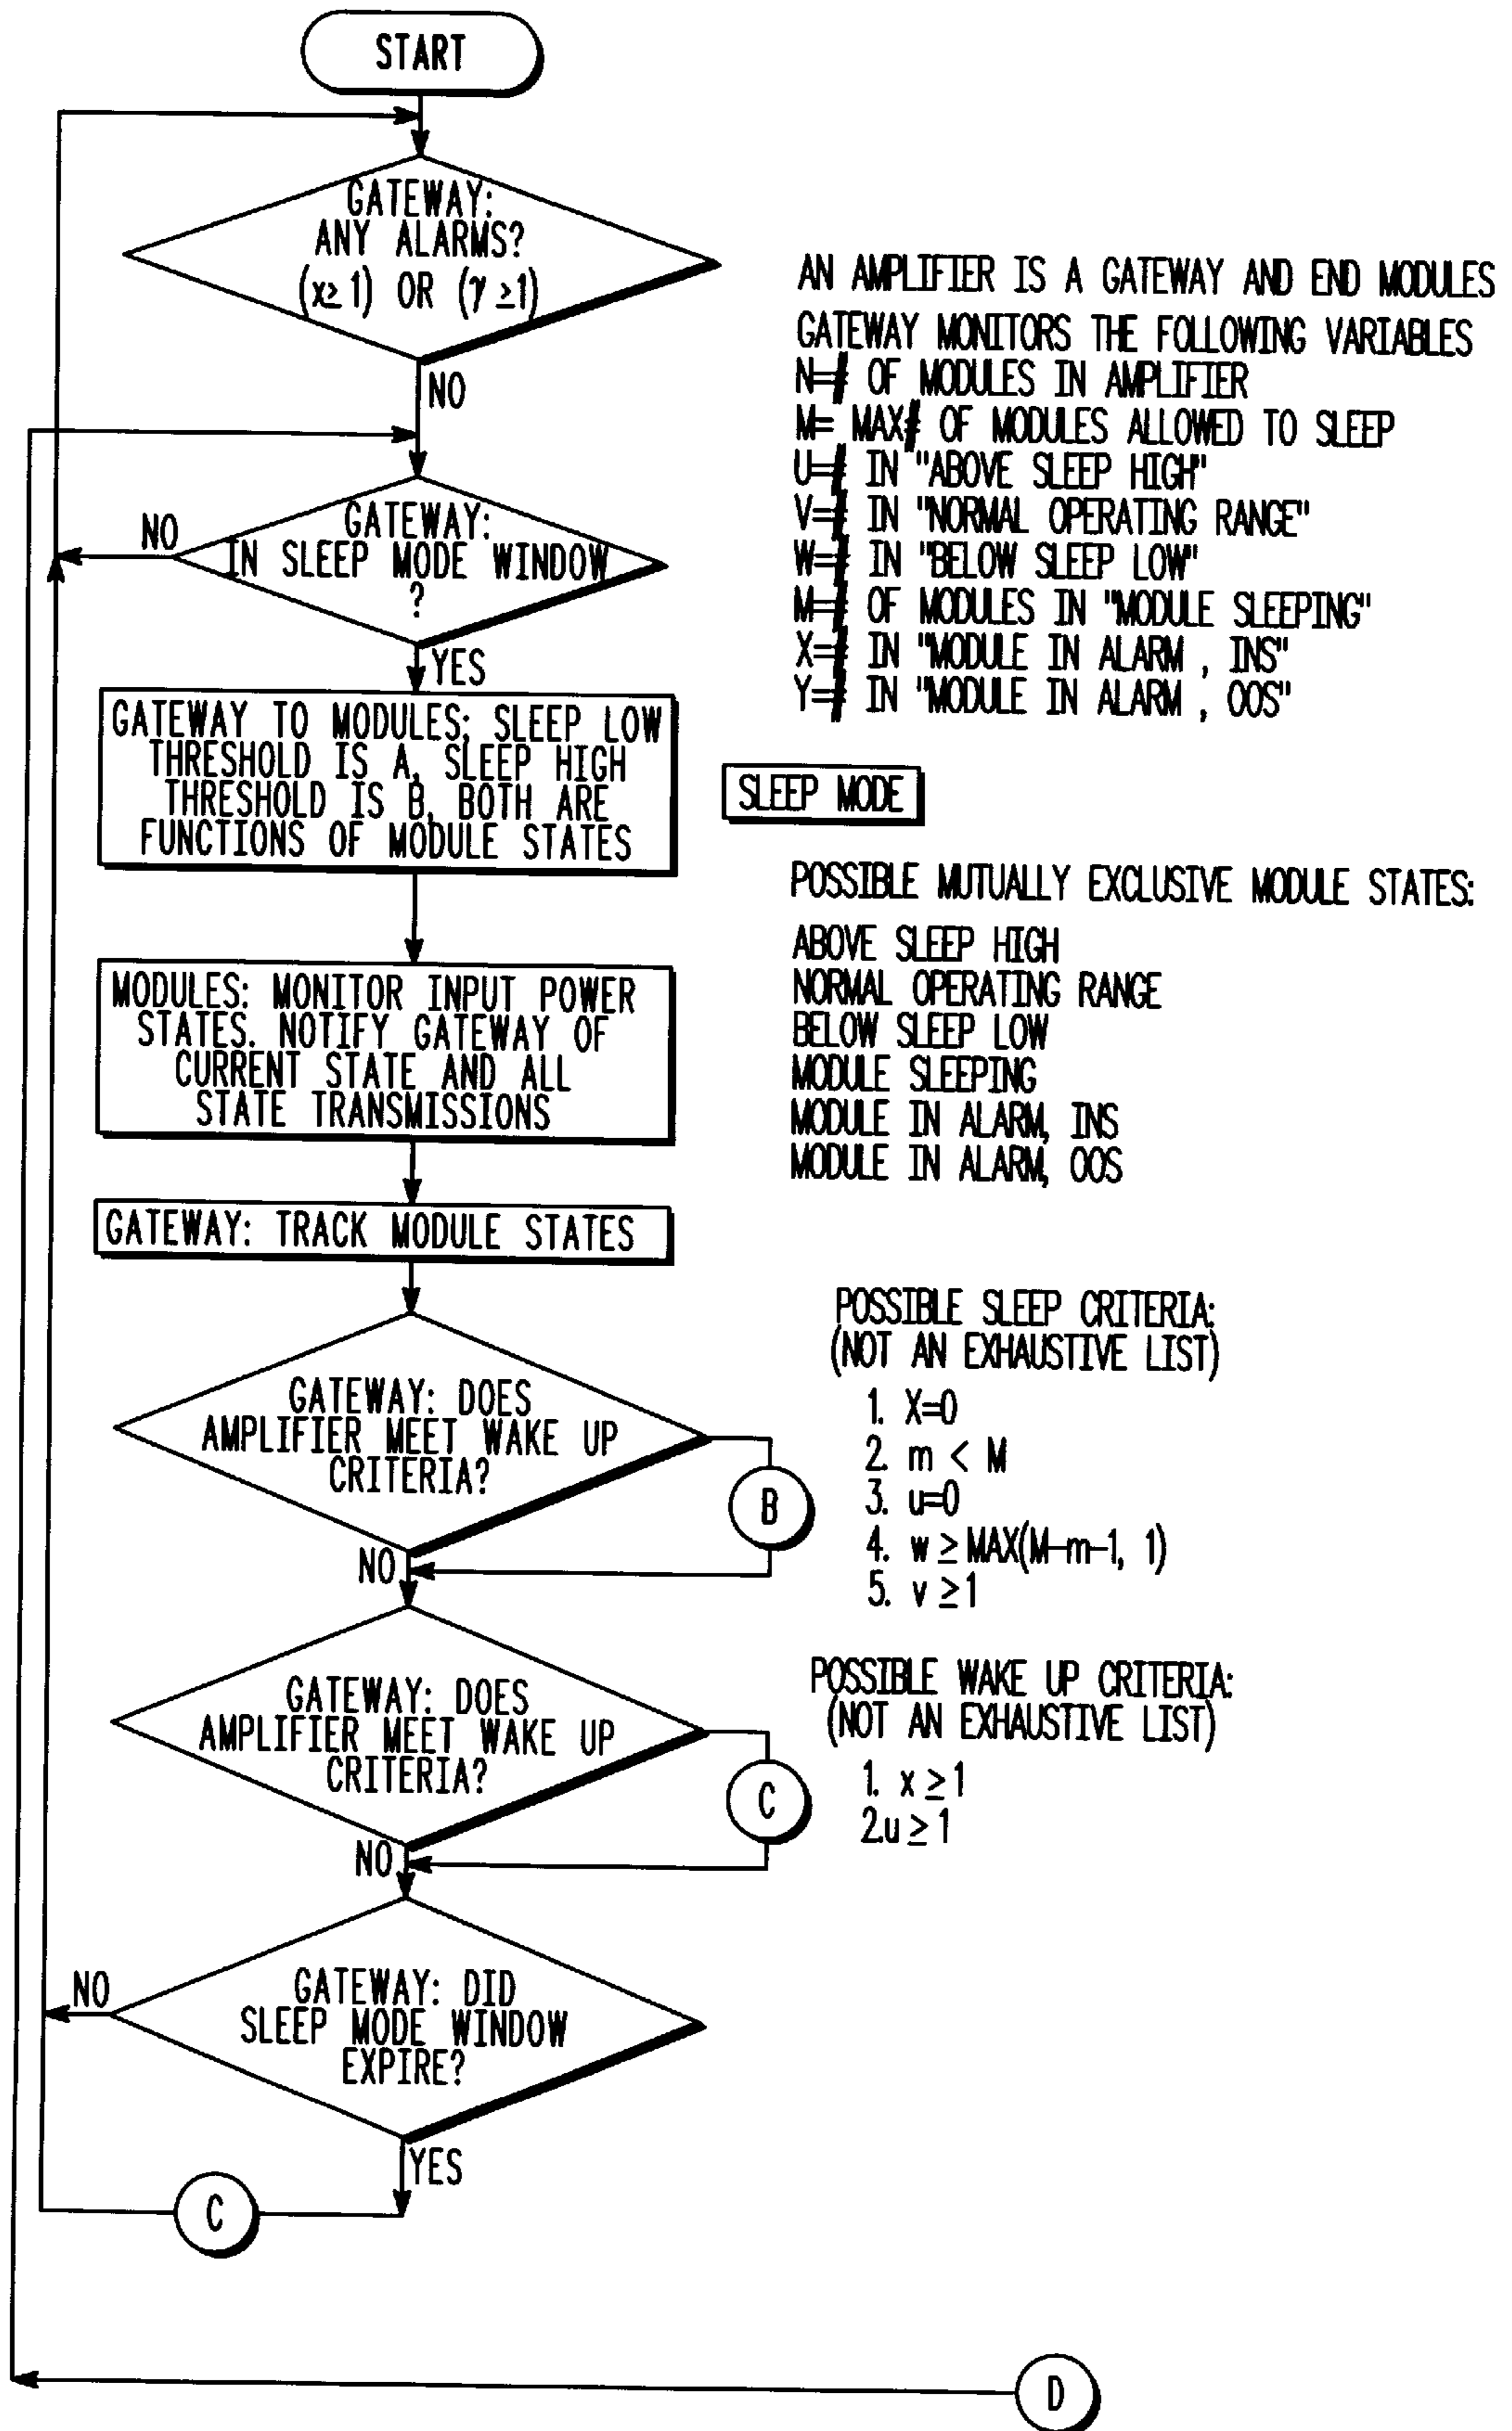 START
GATEWAY:
ANY ALARMS?
(x≥1) OR (γ≥1)
NO
GATEWAY:
IN SLEEP MODE WINDOW
?
NO
YES
GATEWAY TO MODULES; SLEEP LOW
THRESHOLD IS A, SLEEP HIGH
THRESHOLD IS B, BOTH ARE
FUNCTIONS OF MODULE STATES
MODULES: MONITOR INPUT POWER
STATES. NOTIFY GATEWAY OF
CURRENT STATE AND ALL
STATE TRANSMISSIONS
GATEWAY: TRACK MODULE STATES
GATEWAY: DOES
AMPLIFIER MEET WAKE UP
CRITERIA?
B
NO
GATEWAY: DOES
AMPLIFIER MEET WAKE UP
CRITERIA?
C
NO
GATEWAY: DID
SLEEP MODE WINDOW
EXPIRE?
NO
YES
C
D
AN AMPLIFIER IS A GATEWAY AND END MODULES
GATEWAY MONITORS THE FOLLOWING VARIABLES
N=# OF MODULES IN AMPLIFIER
M= MAX# OF MODULES ALLOWED TO SLEEP
U=# IN "ABOVE SLEEP HIGH"
V=# IN "NORMAL OPERATING RANGE"
W=# IN "BELOW SLEEP LOW"
M=# OF MODULES IN "MODULE SLEEPING"
X=# IN "MODULE IN ALARM , INS"
Y=# IN "MODULE IN ALARM , OOS"
SLEEP MODE
POSSIBLE MUTUALLY EXCLUSIVE MODULE STATES:
ABOVE SLEEP HIGH
NORMAL OPERATING RANGE
BELOW SLEEP LOW
MODULE SLEEPING
MODULE IN ALARM, INS
MODULE IN ALARM, OOS
POSSIBLE SLEEP CRITERIA:
(NOT AN EXHAUSTIVE LIST)
1. X=0
2. m < M
3. u=0
4. w ≥ MAX(M-m-1, 1)
5. v ≥1
POSSIBLE WAKE UP CRITERIA:
(NOT AN EXHAUSTIVE LIST)
1. x ≥1
2.u ≥ 1